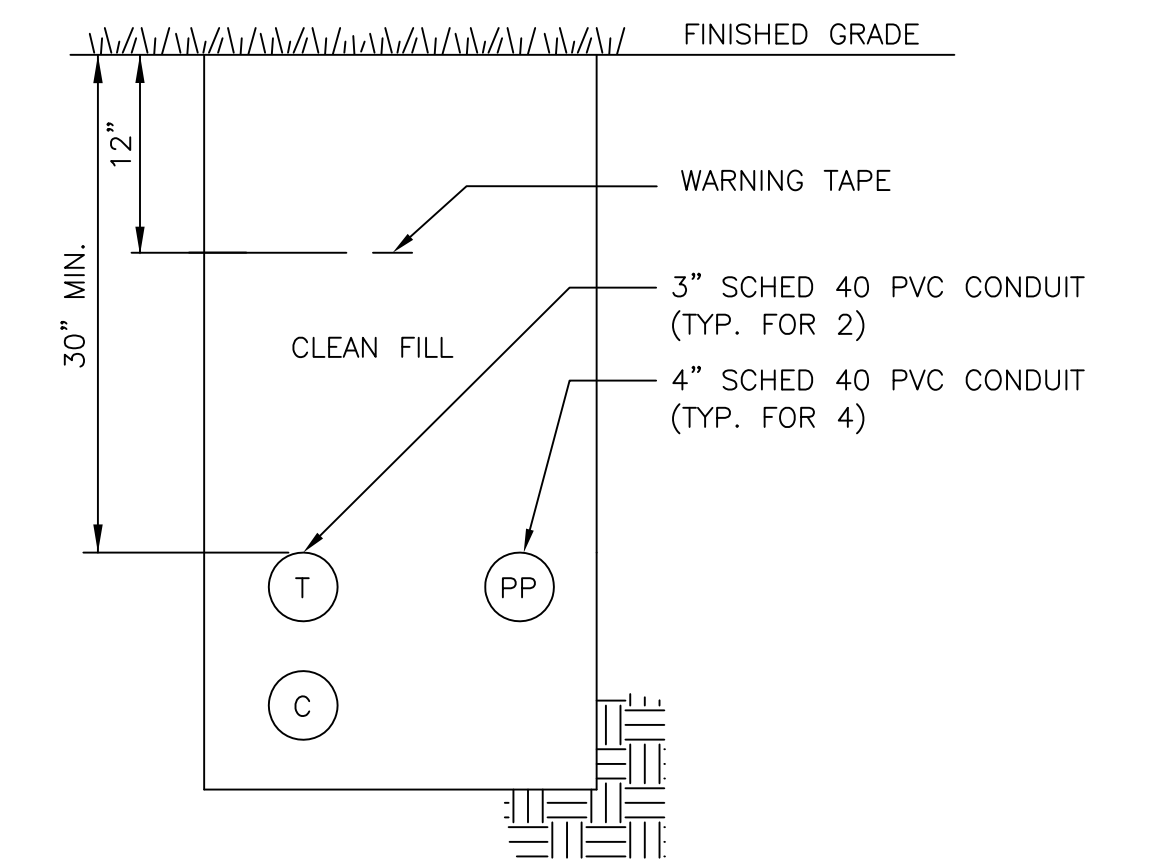 FINISHED GRADE
12”
WARNING TAPE
30” MIN.
3” SCHED 40 PVC CONDUIT
(TYP. FOR 2)
CLEAN FILL
4” SCHED 40 PVC CONDUIT
(TYP. FOR 4)
T
PP
C